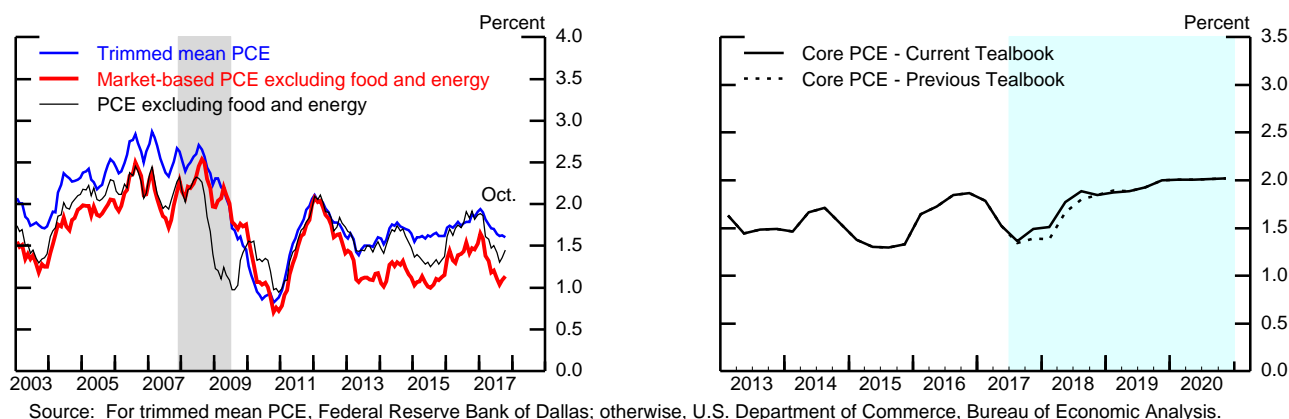 Percent
4.0
Trimmed mean PCE
Market-based PCE excluding food and energy
PCE excluding food and energy
3.5
3.0
2.5
Oct.
2.0
1.5
1.0
0.5
0.0
2003 2005 2007 2009 2011 2013 2015 2017
Percent
3.5
Core PCE - Current Tealbook
Core PCE - Previous Tealbook
3.0
2.5
2.0
1.5
1.0
0.5
0.0
2013 2014 2015 2016 2017 2018 2019 2020
Source: For trimmed mean PCE, Federal Reserve Bank of Dallas; otherwise, U.S. Department of Commerce, Bureau of Economic Analysis.